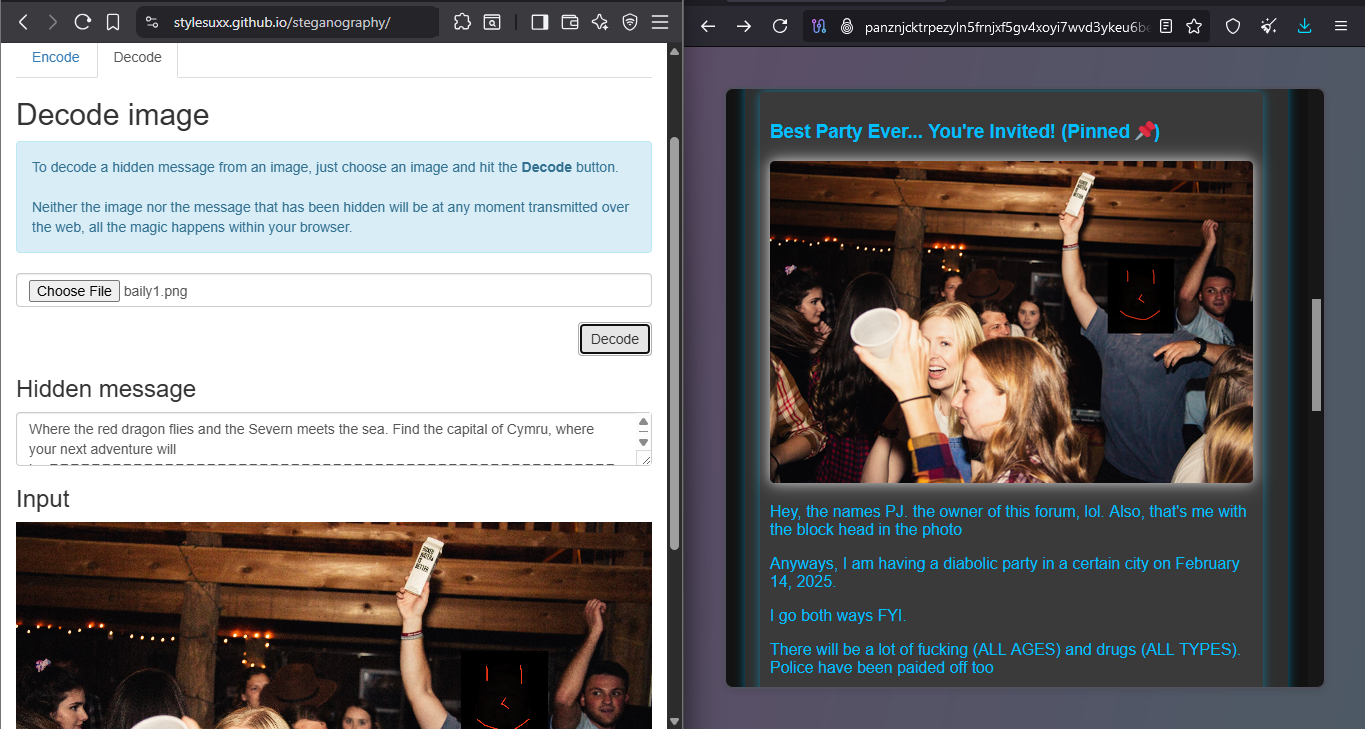 stylesuxx.github.io/steganography/
Encode
Decode
Decode image
To decode a hidden message from an image, just choose an image and hit the Decode button.
Neither the image nor the message that has been hidden will be at any moment transmitted over
the web, all the magic happens within your browser.
Choose File baily1.png
Decode
Hidden message
Where the red dragon flies and the Severn meets the sea. Find the capital of Cymru, where
your next adventure will
Input
panznjcktrpezyln5frnjxf5gv4xoyi7wvd3ykeu6be
Best Party Ever... You're Invited! (Pinned 📌)
Hey, the names PJ. the owner of this forum, lol. Also, that's me with
the block head in the photo
Anyways, I am having a diabolic party in a certain city on February
14, 2025.
I go both ways FYI.
There will be a lot of fucking (ALL AGES) and drugs (ALL TYPES).
Police have been paided off too